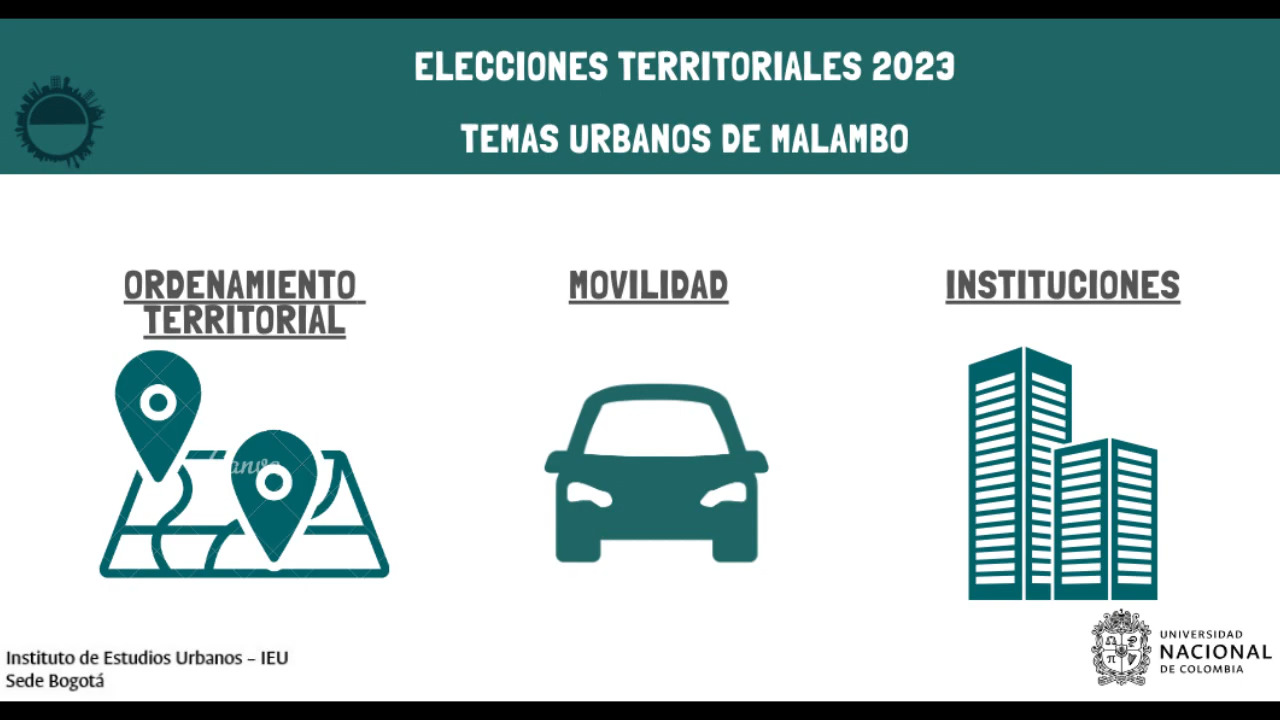 ELECCIONES TERRITORIALES 2023
TEMAS URBANOS DE MALAMBO
ORDENAMIENTO
TERRITORIAL
MOVILIDAD
INSTITUCIONES
Instituto de Estudios Urbanos – IEU
Sede Bogotá
UNIVERSIDAD
NACIONAL
DE COLOMBIA